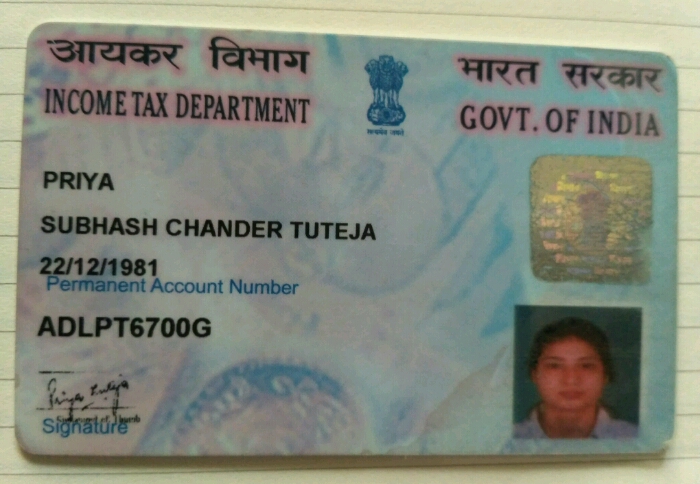 आयकर विभाग
INCOME TAX DEPARTMENT
भारत सरकार
GOVT. OF INDIA
सत्यमेव जयते
PRIYA
SUBHASH CHANDER TUTEJA
22/12/1981
Permanent Account Number
ADLPT6700G
Priya Tuteja
Signature